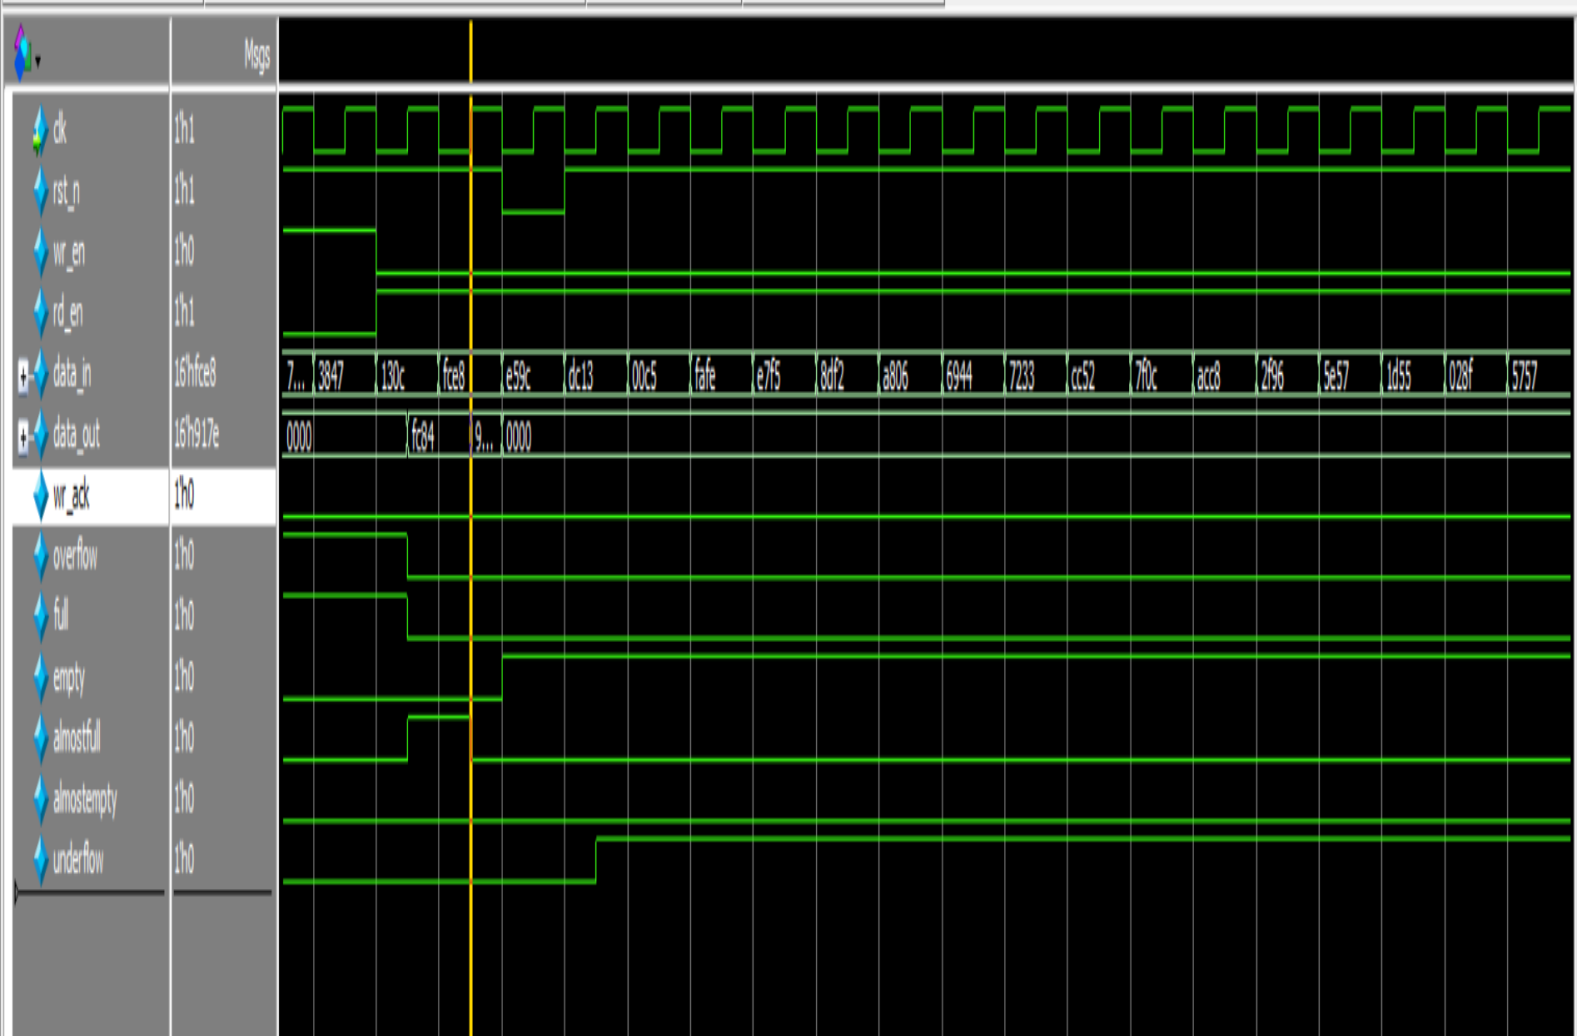 Msgs
clk 1'h1
rst_n 1'h1
wr_en 1'h0
rd_en 1'h1
data_in 16'hfce8 7... 3847 130c fce8 e59c dc13 00c5 fafe e7f5 8df2 a806 6944 7233 cc52 7f0c acc8 2f96 5e57 1d55 028f 5757
data_out 16'h917e 0000 fc84 9... 0000
wr_ack 1'h0
overflow 1'h0
full 1'h0
empty 1'h0
almostfull 1'h0
almostempty 1'h0
underflow 1'h0